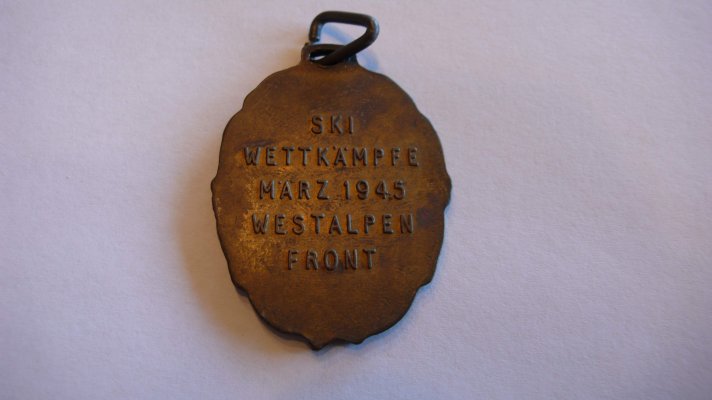 SKI
WETTKÄMPFE
MÄRZ 1945
WESTALPEN
FRONT